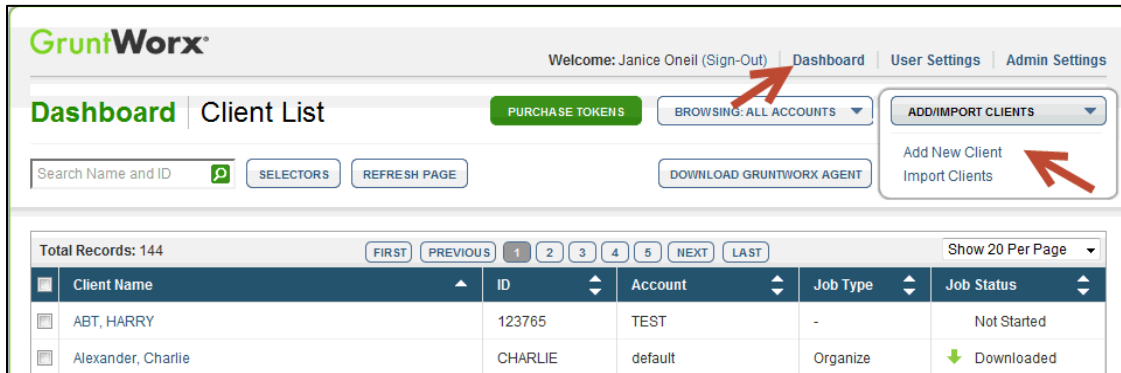 GruntWorx
Welcome: Janice Oneil (Sign-Out) Dashboard User Settings Admin Settings
Dashboard Client List PURCHASE TOKENS BROWSING: ALL ACCOUNTS ADD/IMPORT CLIENTS
Add New Client
Search Name and ID SELECTORS REFRESH PAGE DOWNLOAD GRUNTWORX AGENT Import Clients
Total Records: 144 FIRST PREVIOUS 1 2 3 4 5 NEXT LAST Show 20 Per Page
Client Name ID Account Job Type Job Status
ABT, HARRY 123765 TEST - Not Started
Alexander, Charlie CHARLIE default Organize Downloaded